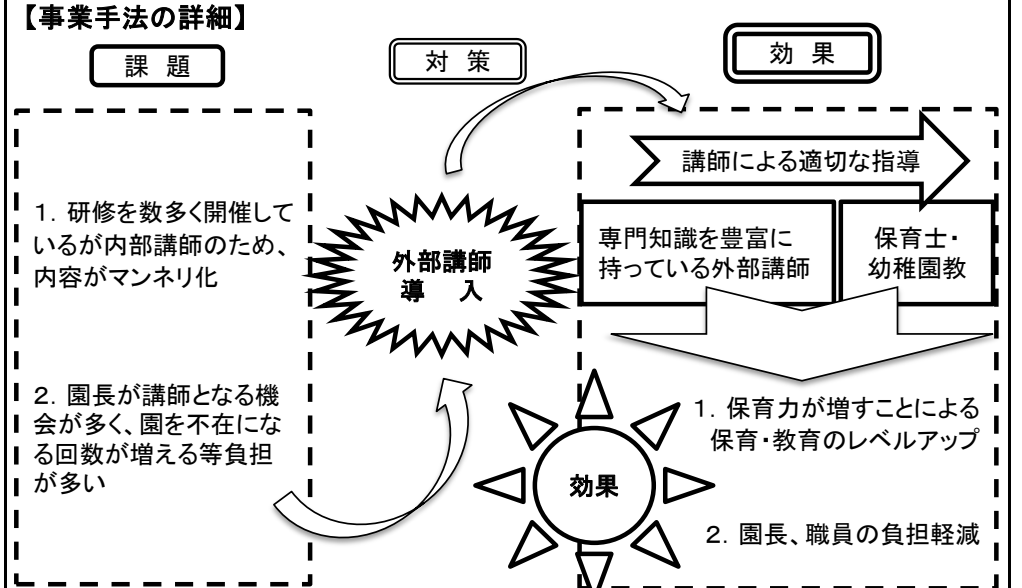 【事業手法の詳細】
課 題
対 策
効 果
1. 研修を数多く開催して
いるが内部講師のため、
内容がマンネリ化
2. 園長が講師となる機
会が多く、園を不在にな
る回数が増える等負担
が多い
外部講師
導 入
講師による適切な指導
専門知識を豊富に
持っている外部講師
保育士・
幼稚園教
1. 保育力が増すことによる
保育・教育のレベルアップ
効果
2. 園長、職員の負担軽減